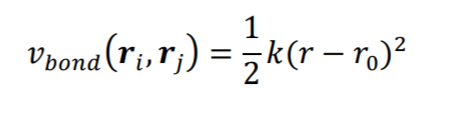 v_bond(r_i, r_j) = 1/2 k(r − r_0)^2